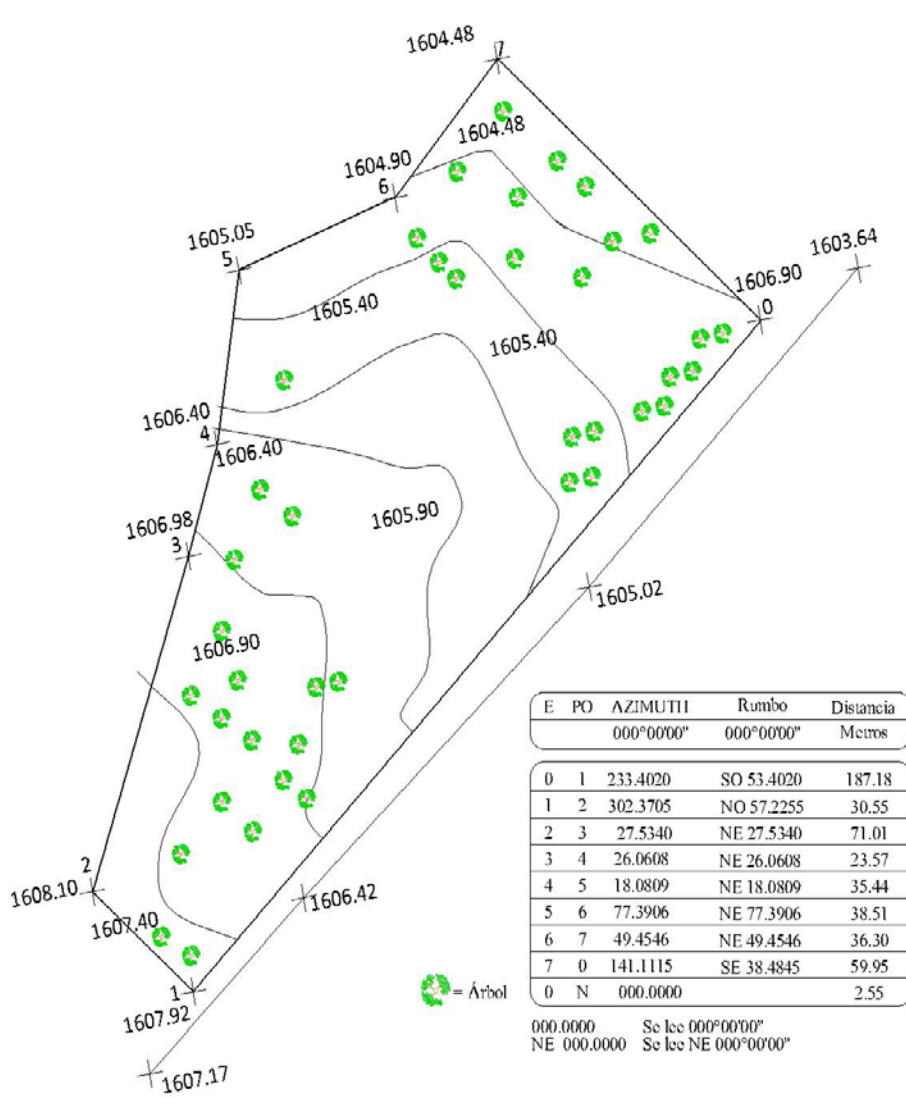 1604.48
7
1604.48
1604.90
6
1605.05
5
1603.64
1606.90
0
1605.40
1605.40
1606.40
4
1606.40
1605.90
1606.98
3
1605.02
1606.90
E PO AZIMUTH Rumbo Distancia
000°00'00" 000°00'00" Metros
0 1 233.4020 SO 53.4020 187.18
1 2 302.3705 NO 57.2255 30.55
2 3 27.5340 NE 27.5340 71.01
3 4 26.0608 NE 26.0608 23.57
4 5 18.0809 NE 18.0809 35.44
5 6 77.3906 NE 77.3906 38.51
6 7 49.4546 NE 49.4546 36.30
7 0 141.1115 SE 38.4845 59.95
0 N 000.0000 2.55
2
1608.10
1606.42
1607.40
1
1607.92
= Árbol
000.0000 Se lee 000°00'00"
NE 000.0000 Se lee NE 000°00'00"
1607.17